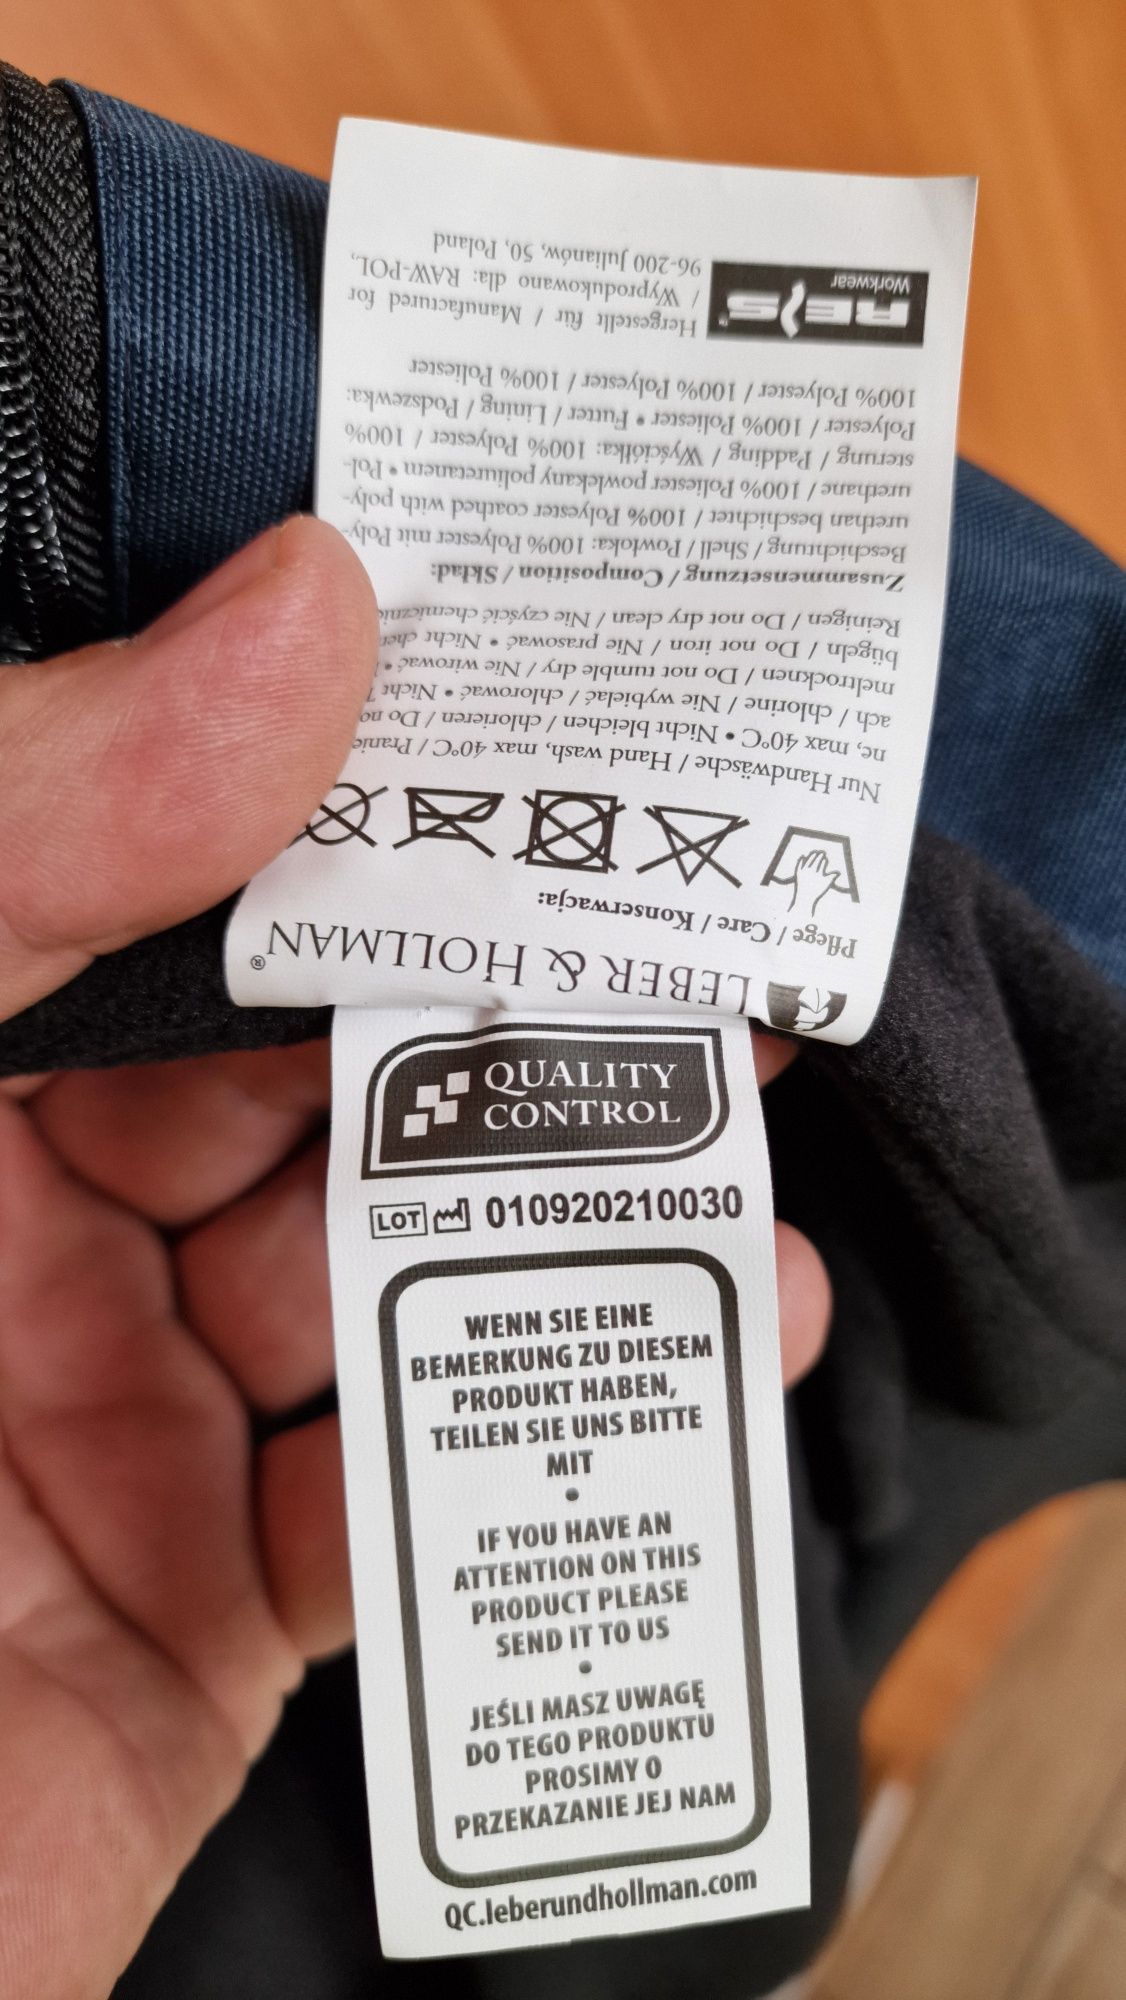 LEBER & HOLLMAN®
Pflege / Care / Konserwacja:
Nur Handwäsche / Hand wash, max 40°C / Pranie
ne, max 40°C • Nicht bleichen / chlorieren / Do no
ach / chlorine / Nie wybielać / chlorować • Nicht
meltrocknen / Do not tumble dry / Nie wirować •
bügeln / Do not iron / Nie prasować • Nicht chem
Reinigen / Do not dry clean / Nie czyścić chemiczni
Zusammensetzung / Composition / Skład:
Beschichtung / Shell / Powłoka: 100% Polyester mit Poly-
urethan beschichtet / 100% Polyester coathed with poly-
urethane / 100% Poliester powlekany poliuretanem • Pol-
sterung / Padding / Wyściółka: 100% Polyester / 100%
Polyester / 100% Poliester • Futter / Lining / Podszewka:
100% Polyester / 100% Polyester / 100% Poliester
REIS™
Workwear
Hergestellt für / Manufactured for
/ Wyprodukowano dla: RAW-POL,
96-200 Julianów, 50, Poland
QUALITY
CONTROL
LOT 010920210030
WENN SIE EINE
BEMERKUNG ZU DIESEM
PRODUKT HABEN,
TEILEN SIE UNS BITTE
MIT
•
IF YOU HAVE AN
ATTENTION ON THIS
PRODUCT PLEASE
SEND IT TO US
•
JEŚLI MASZ UWAGĘ
DO TEGO PRODUKTU
PROSIMY O
PRZEKAZANIE JEJ NAM
QC.leberundhollman.com